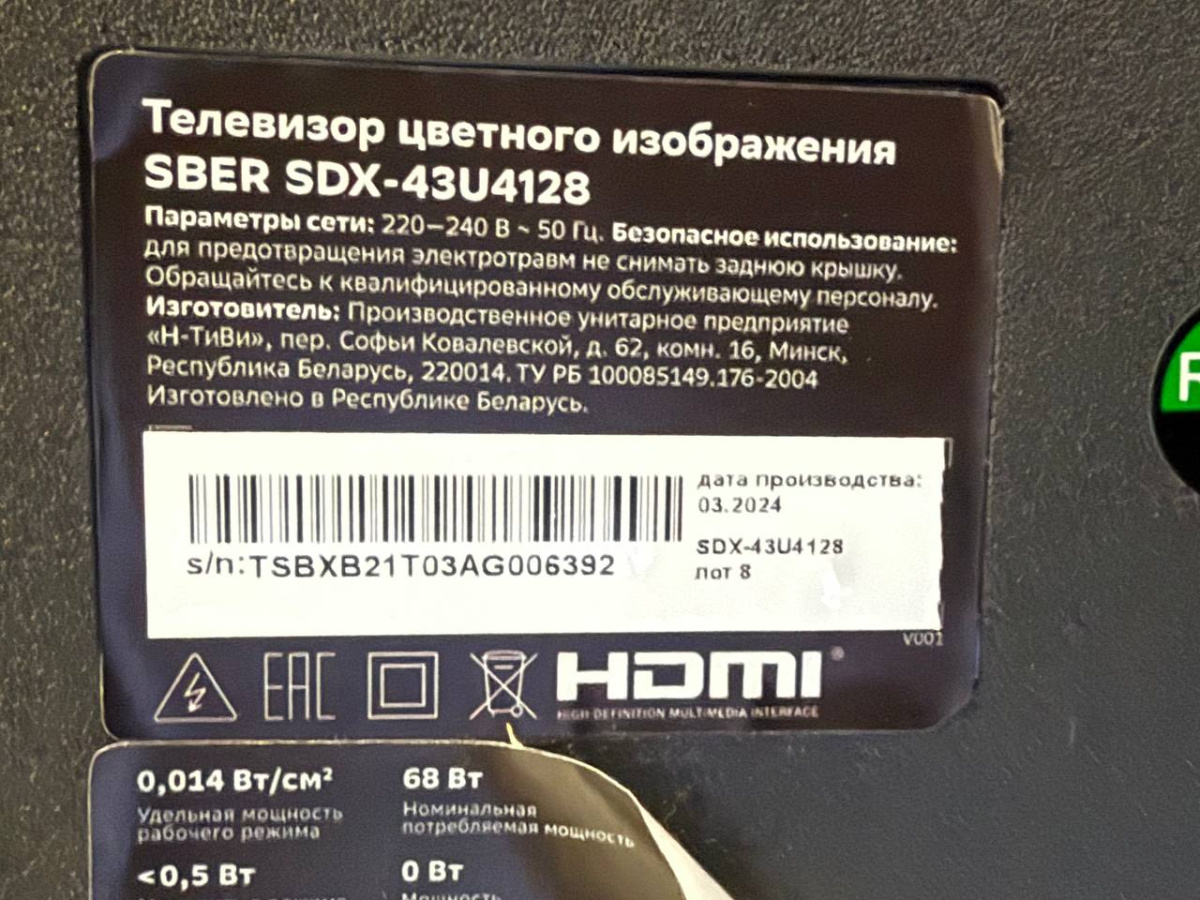 Телевизор цветного изображения
SBER SDX-43U4128
Параметры сети: 220–240 В ~ 50 Гц. Безопасное использование:
для предотвращения электротравм не снимать заднюю крышку.
Обращайтесь к квалифицированному обслуживающему персоналу.
Изготовитель: Производственное унитарное предприятие
«Н-ТиВи», пер. Софьи Ковалевской, д. 62, комн. 16, Минск,
Республика Беларусь, 220014. ТУ РБ 100085149.176-2004
Изготовлено в Республике Беларусь.
дата производства:
03.2024
s/n:TSBXB21T03AG006392
SDX-43U4128
лот 8
V001
EAC
HDMI
HIGH-DEFINITION MULTIMEDIA INTERFACE
0,014 Вт/см²
Удельная мощность
рабочего режима
68 Вт
Номинальная
потребляемая мощность
<0,5 Вт
0 Вт
Мощность